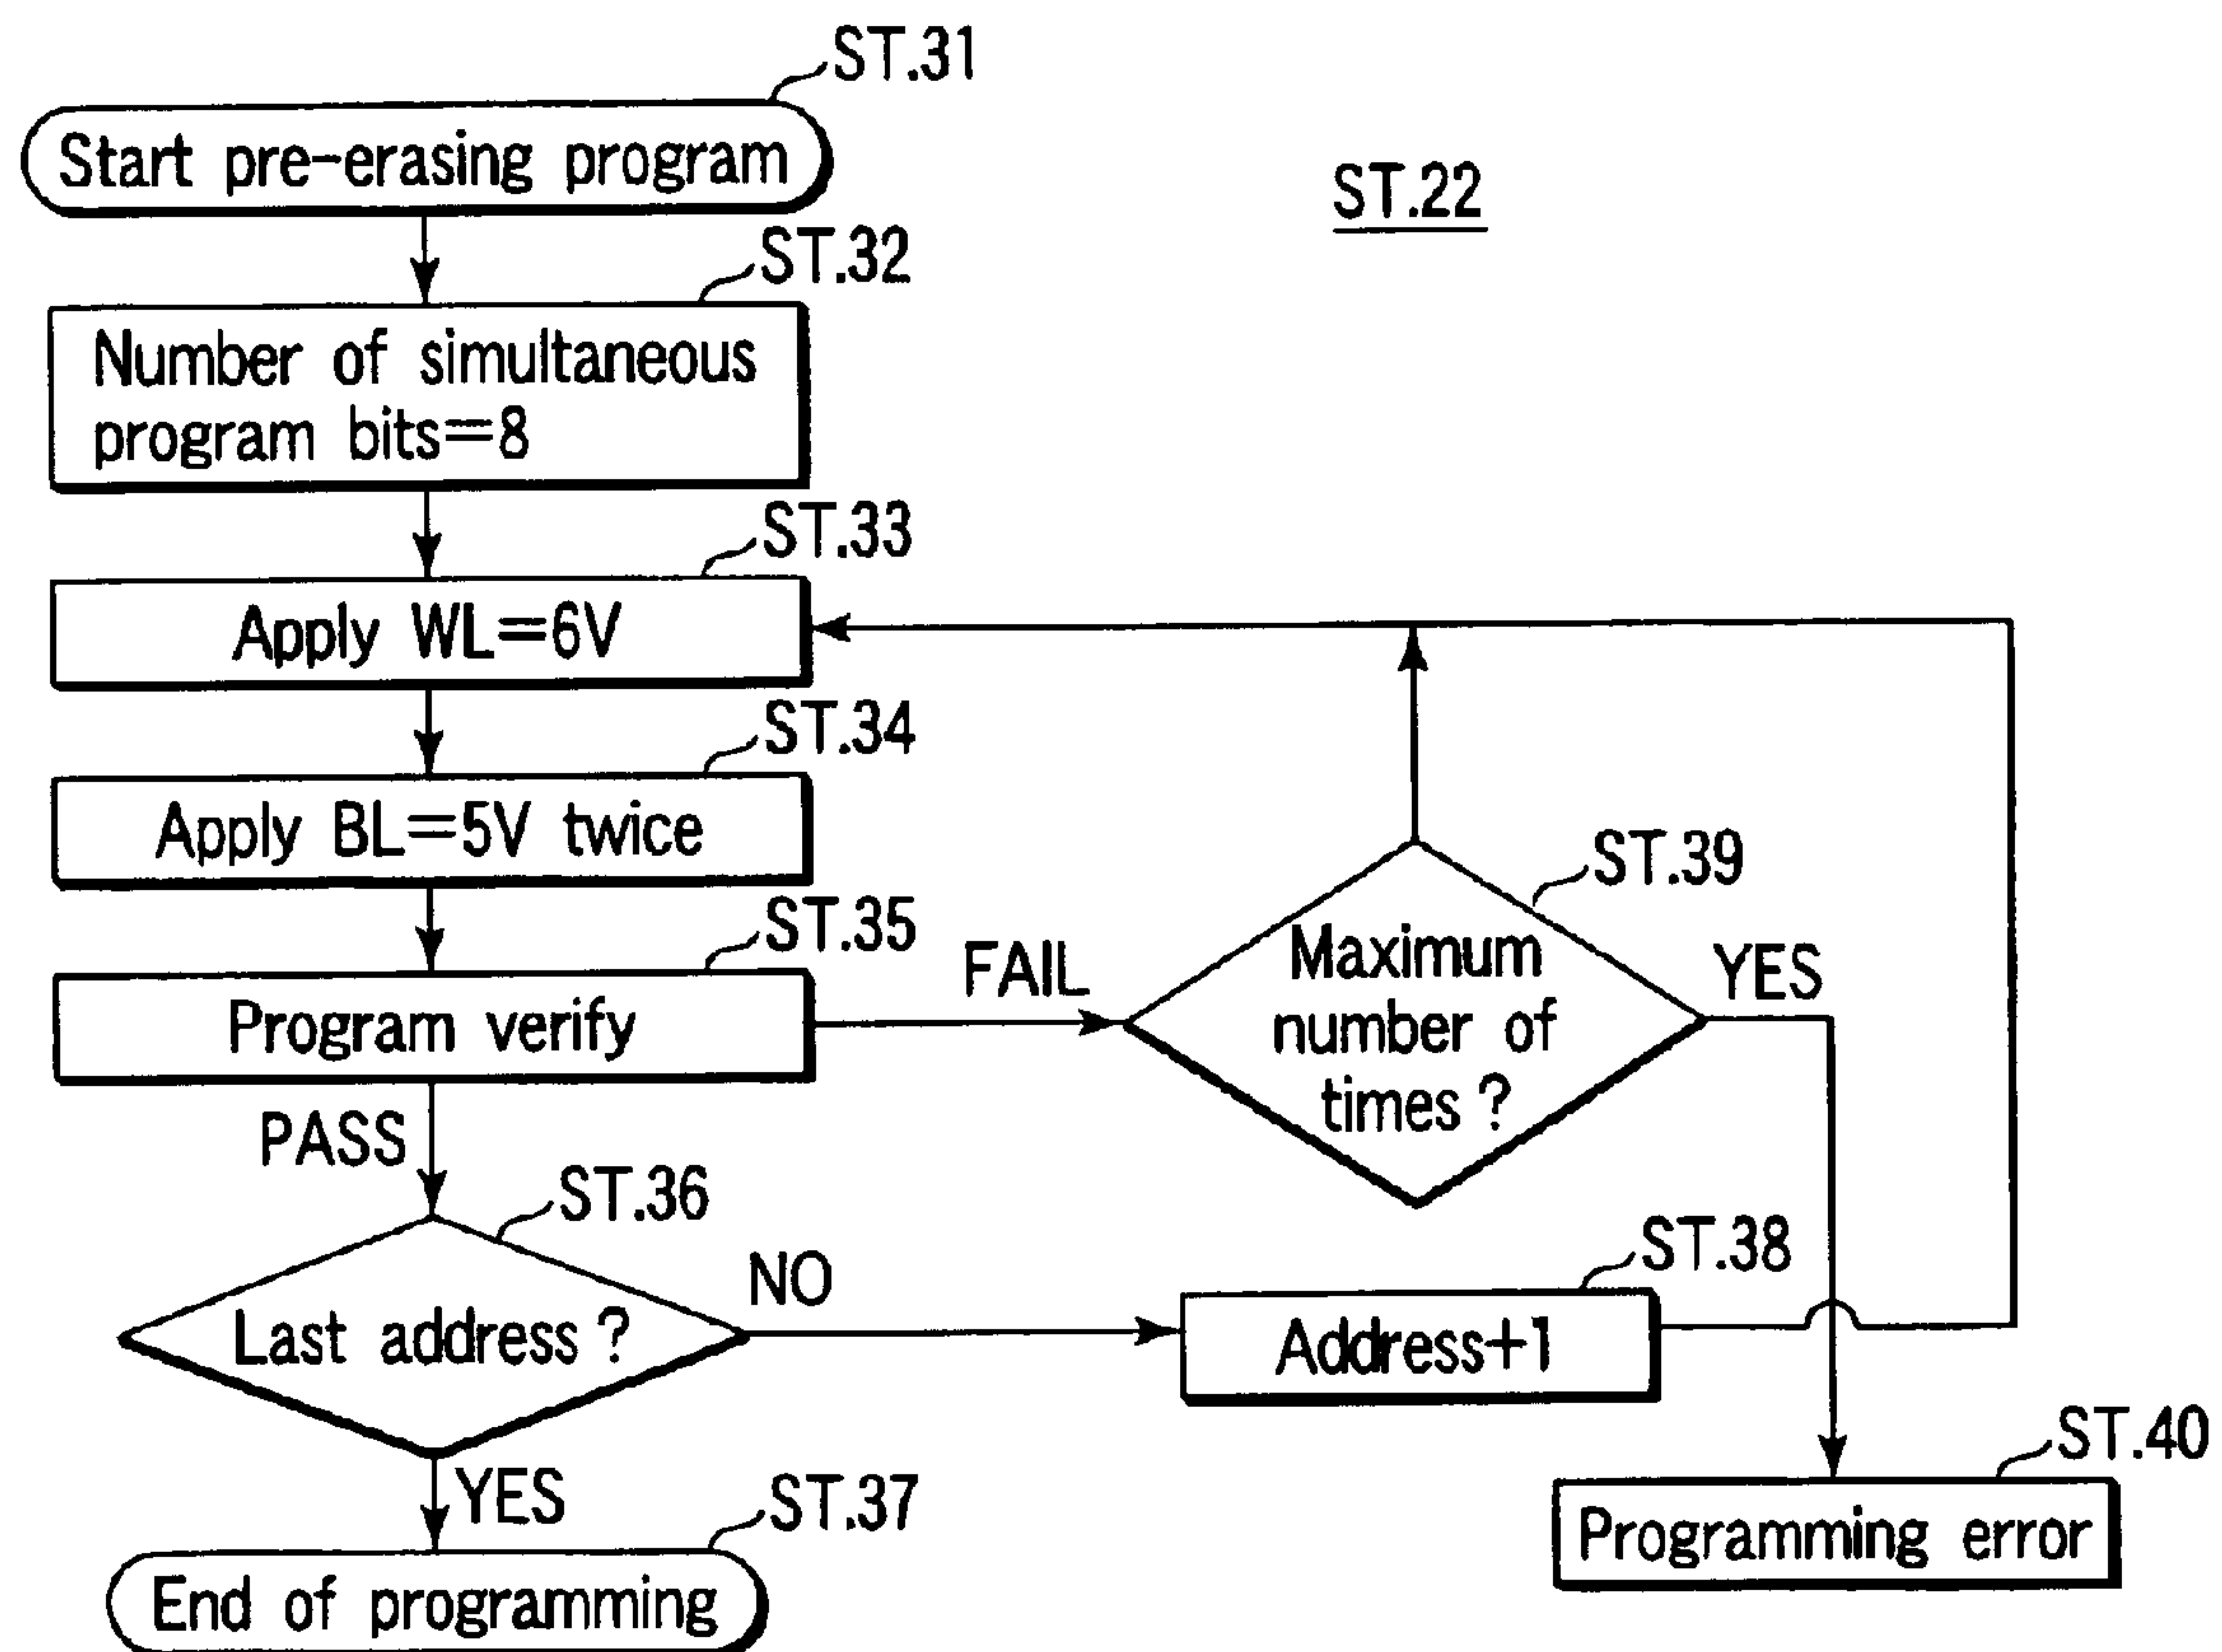 ST.31
Start pre-erasing program
ST.22
ST.32
Number of simultaneous
program bits=8
ST.33
Apply WL=6V
ST.34
Apply BL=5V twice
ST.35
Program verify
FAIL
ST.39
Maximum
number of
times ?
YES
PASS
ST.36
Last address ?
NO
ST.38
Address+1
YES
ST.37
End of programming
ST.40
Programming error